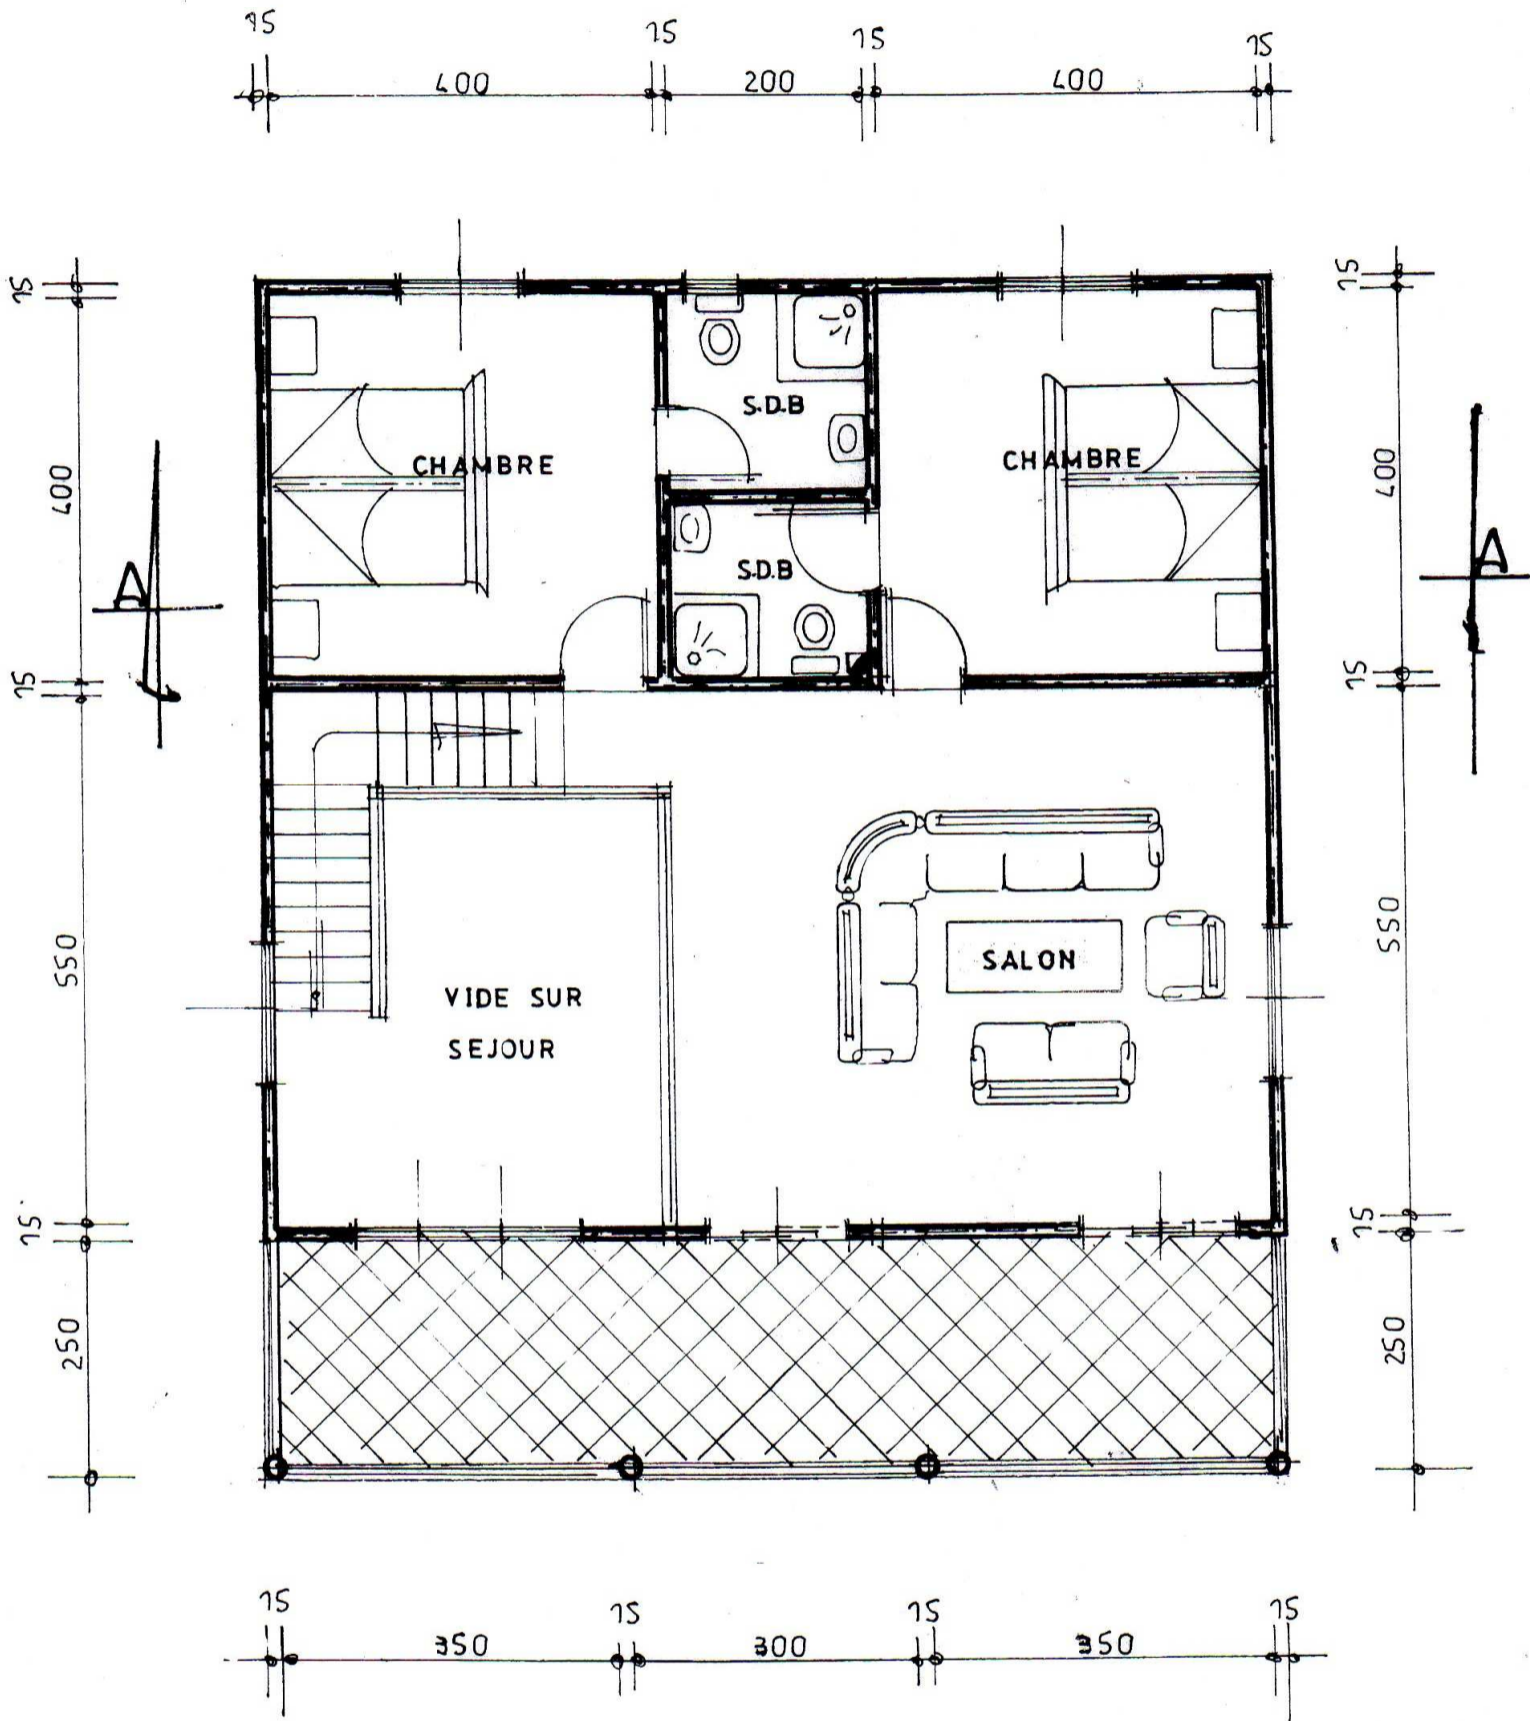 15 15 15 15
400 200 400
15 15
S.D.B
CHAMBRE CHAMBRE
400 400
S.D.B
A A
15 15
550 550
SALON
VIDE SUR
SEJOUR
15 15
250 250
15 15 15 15
350 300 350